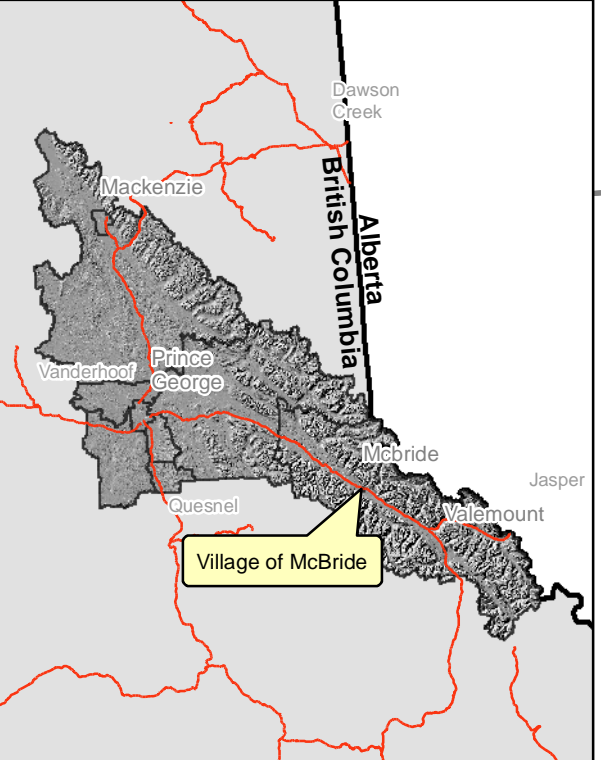 Dawson
Creek
Mackenzie
British Columbia
Alberta
Prince
George
Vanderhoof
Mcbride
Jasper
Valemount
Quesnel
Village of McBride